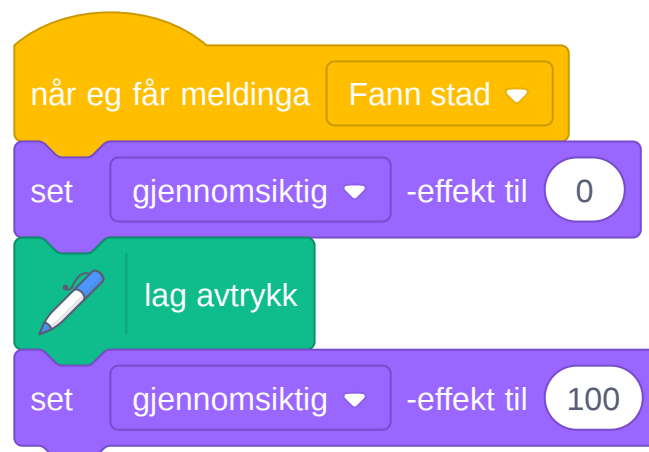 når eg får meldinga Fann stad
set gjennomsiktig -effekt til 0
lag avtrykk
set gjennomsiktig -effekt til 100